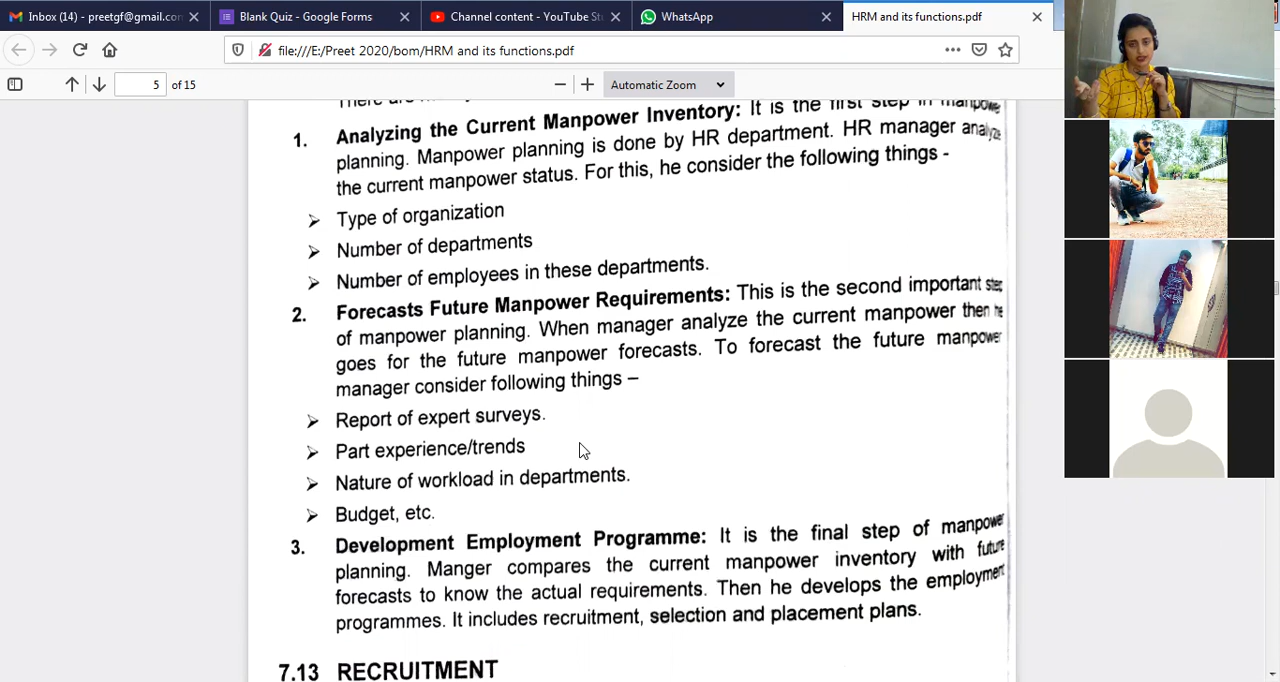 Inbox (14) - preetgf@gmail.co
Blank Quiz - Google Forms
Channel content - YouTube St
WhatsApp
HRM and its functions.pdf
file:///E:/Preet 2020/bom/HRM and its functions.pdf
5 of 15
Automatic Zoom
There are
1. Analyzing the Current Manpower Inventory: It is the first step in manpowe
planning. Manpower planning is done by HR department. HR manager analyze
the current manpower status. For this, he consider the following things -
➢ Type of organization
➢ Number of departments
➢ Number of employees in these departments.
2. Forecasts Future Manpower Requirements: This is the second important step
of manpower planning. When manager analyze the current manpower then he
goes for the future manpower forecasts. To forecast the future manpower
manager consider following things –
➢ Report of expert surveys.
➢ Part experience/trends
➢ Nature of workload in departments.
➢ Budget, etc.
3. Development Employment Programme: It is the final step of manpower
planning. Manger compares the current manpower inventory with future
forecasts to know the actual requirements. Then he develops the employment
programmes. It includes recruitment, selection and placement plans.
7.13 RECRUITMENT